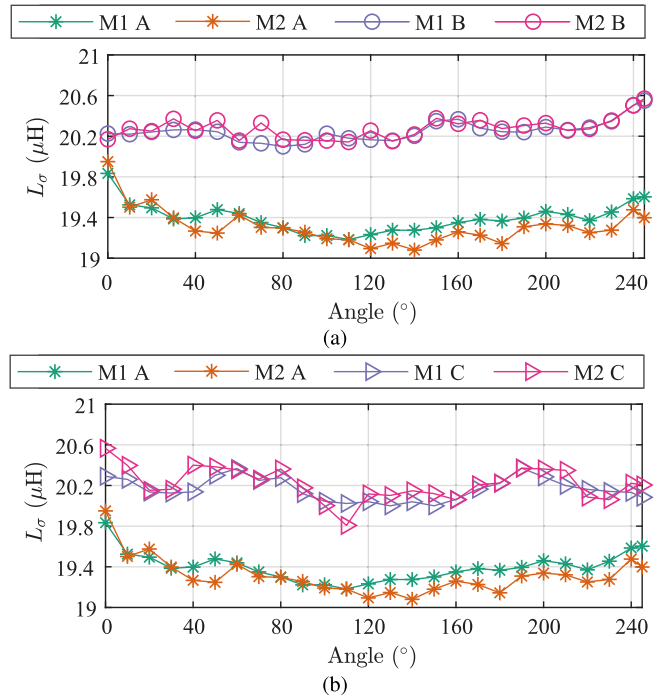 M1 A M2 A M1 B M2 B
21
20.6
20.2
19.8
19.4
19
L_σ (μH)
0 40 80 120 160 200 240
Angle (°)
(a)
M1 A M2 A M1 C M2 C
21
20.6
20.2
19.8
19.4
19
L_σ (μH)
0 40 80 120 160 200 240
Angle (°)
(b)